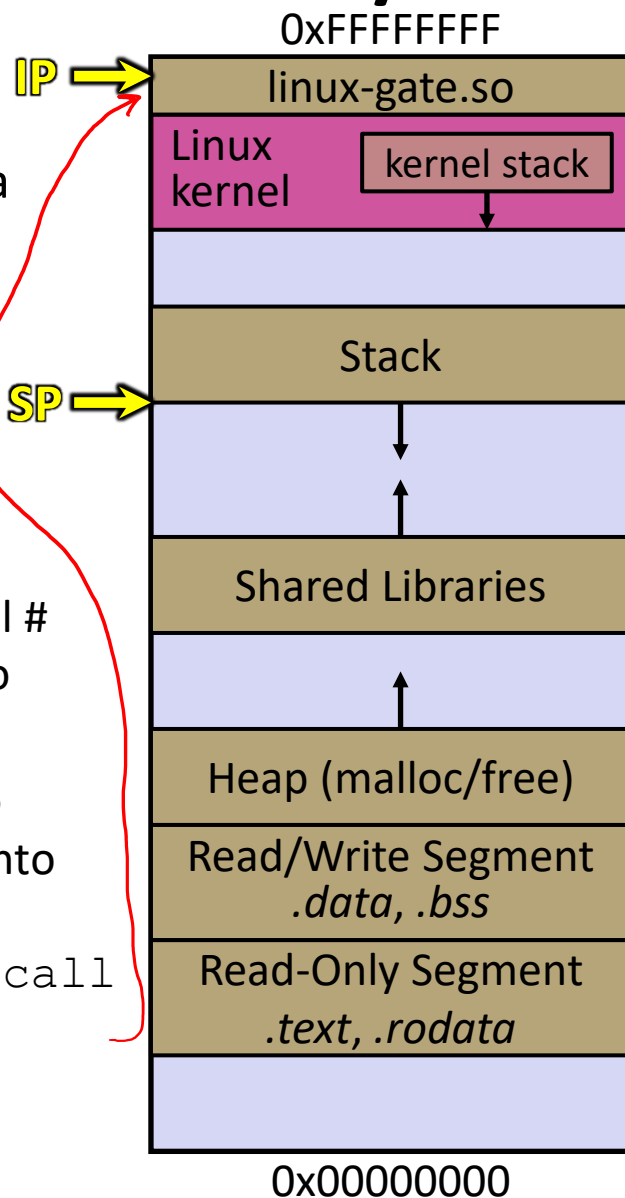 0xFFFFFFFF
IP
linux-gate.so
Linux
kernel
kernel stack
a
Stack
SP
Shared Libraries
l #
Heap (malloc/free)
Read/Write Segment
.data, .bss
nto
call
Read-Only Segment
.text, .rodata
0x00000000